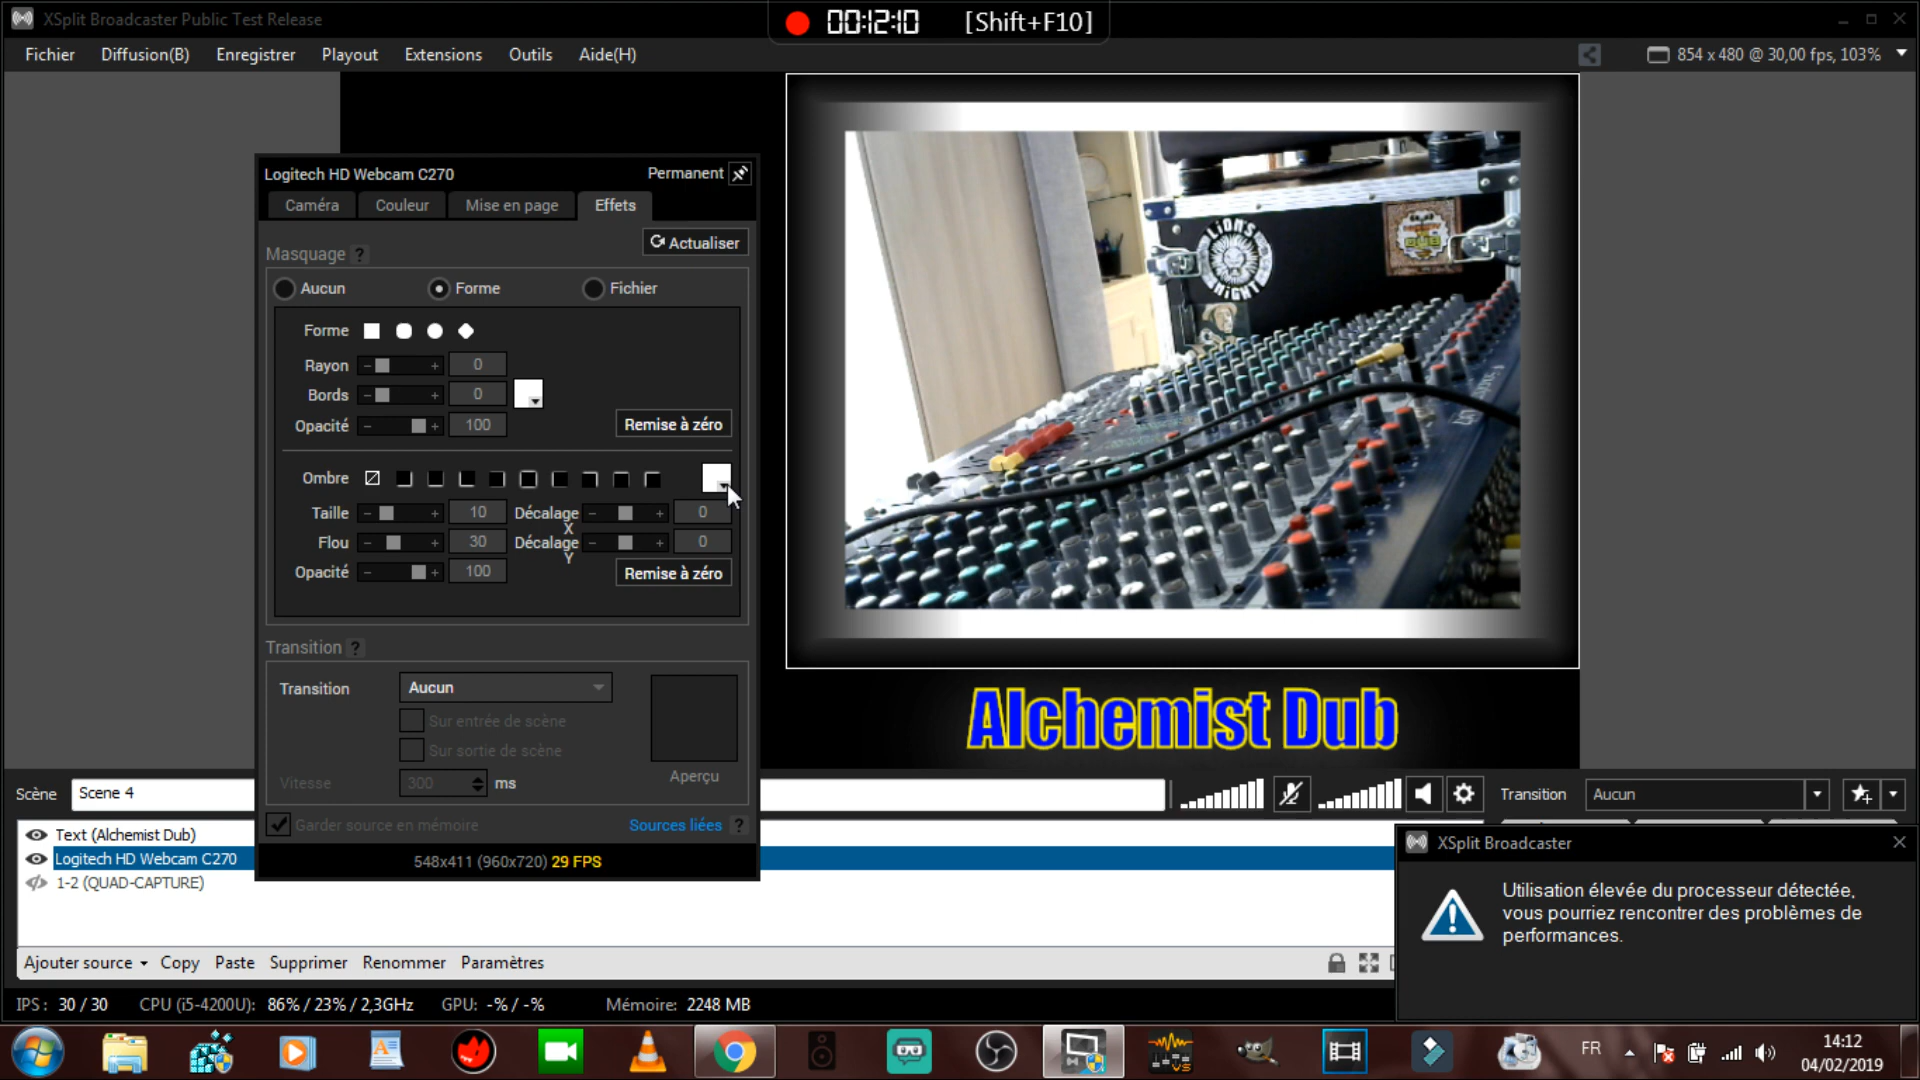 XSplit Broadcaster Public Test Release
00:12:10 [Shift+F10]
Fichier Diffusion(B) Enregistrer Playout Extensions Outils Aide(H)
854 x 480 @ 30,00 fps, 103%
Logitech HD Webcam C270 Permanent
Caméra Couleur Mise en page Effets
Actualiser
Masquage ?
Aucun Forme Fichier
Forme
Rayon - + 0
Bords - + 0
Opacité - + 100 Remise à zéro
Ombre
Taille - + 10 Décalage X - + 0
Flou - + 30 Décalage Y - + 0
Opacité - + 100 Remise à zéro
Transition ?
Transition Aucun
Sur entrée de scène
Sur sortie de scène
Vitesse 300 ms
Aperçu
Garder source en mémoire Sources liées ?
548x411 (960x720) 29 FPS
LiON'S
NiGHT
DUB
Alchemist Dub
Scène Scene 4
Transition Aucun
Text (Alchemist Dub)
Logitech HD Webcam C270
1-2 (QUAD-CAPTURE)
XSplit Broadcaster
Utilisation élevée du processeur détectée,
vous pourriez rencontrer des problèmes de
performances.
Ajouter source Copy Paste Supprimer Renommer Paramètres
IPS : 30 / 30 CPU (i5-4200U): 86% / 23% / 2,3GHz GPU: -% / -% Mémoire: 2248 MB
VS
FR
14:12
04/02/2019